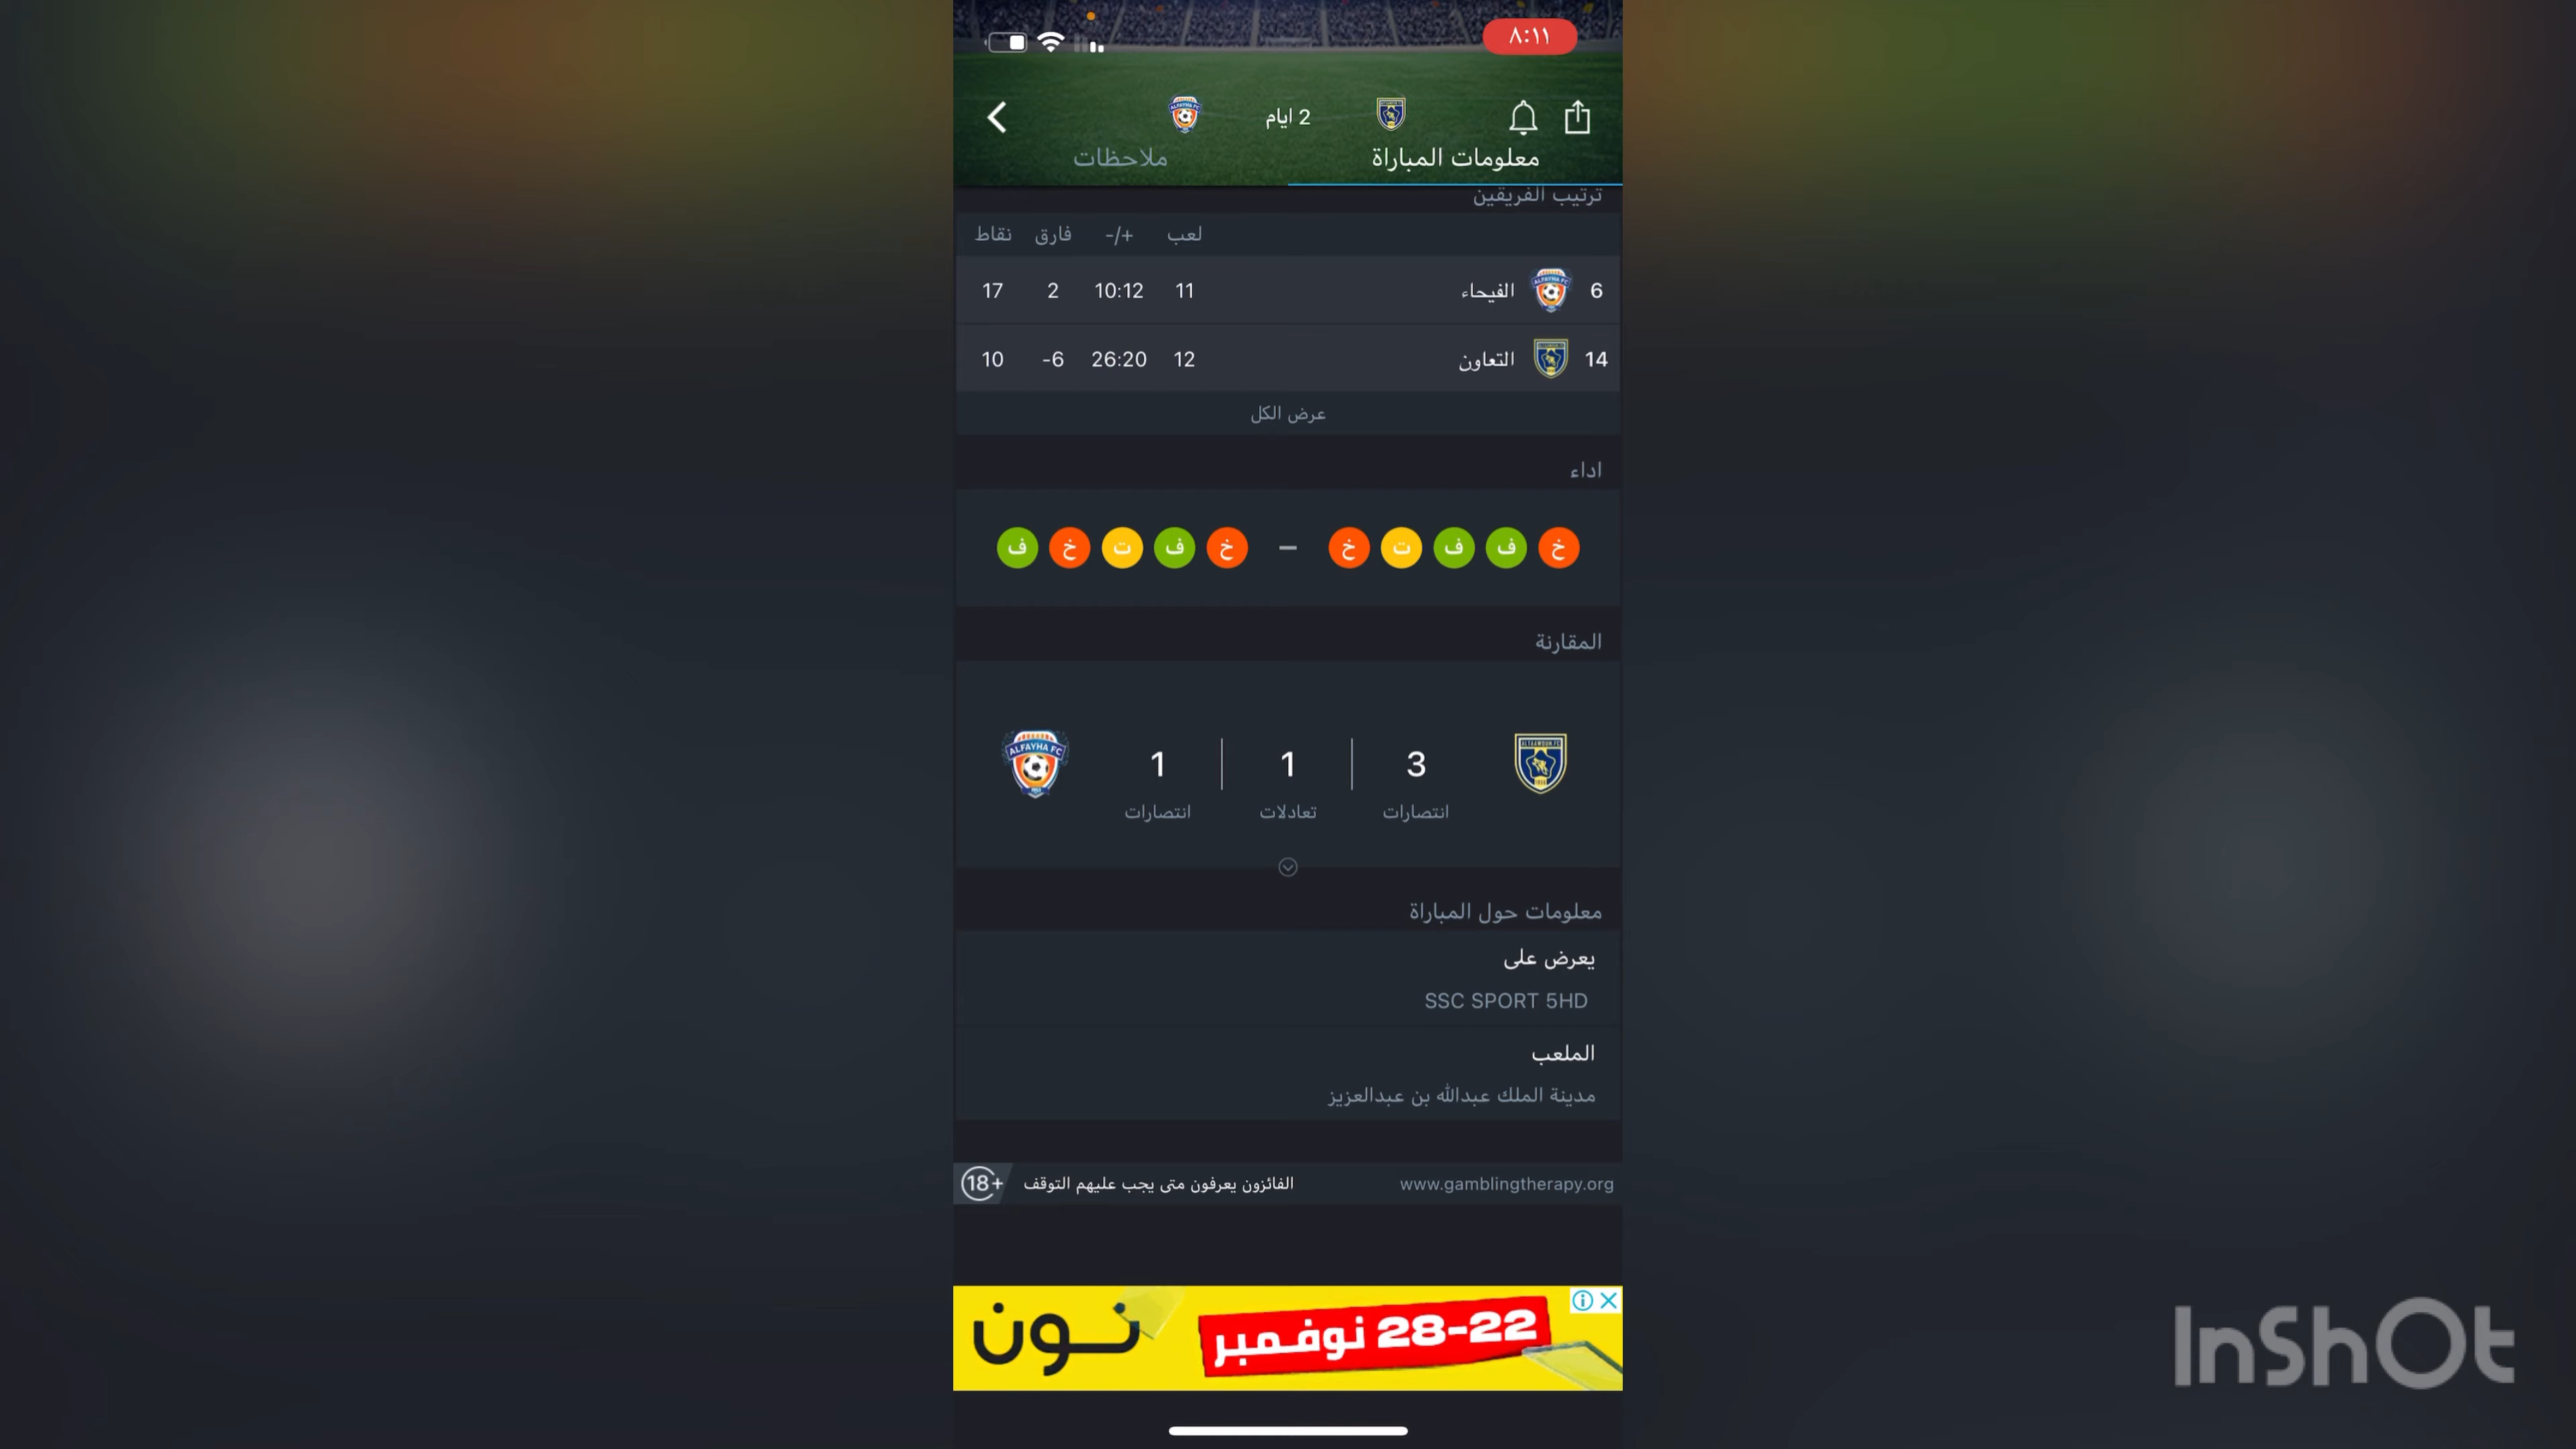 ٨:١١
2 ايام
معلومات المباراة
ملاحظات
ترتيب الفريقين
لعب +/- فارق نقاط
6 الفيحاء 11 10:12 2 17
14 التعاون 12 26:20 -6 10
عرض الكل
اداء
خ ف ف ت خ – خ ف ت خ ف
المقارنة
ALFAYHA FC
3 1 1
انتصارات تعادلات انتصارات
معلومات حول المباراة
يعرض على
SSC SPORT 5HD
الملعب
مدينة الملك عبدالله بن عبدالعزيز
18+ الفائزون يعرفون متى يجب عليهم التوقف www.gamblingtherapy.org
28-22 نوفمبر
نون
InShOt